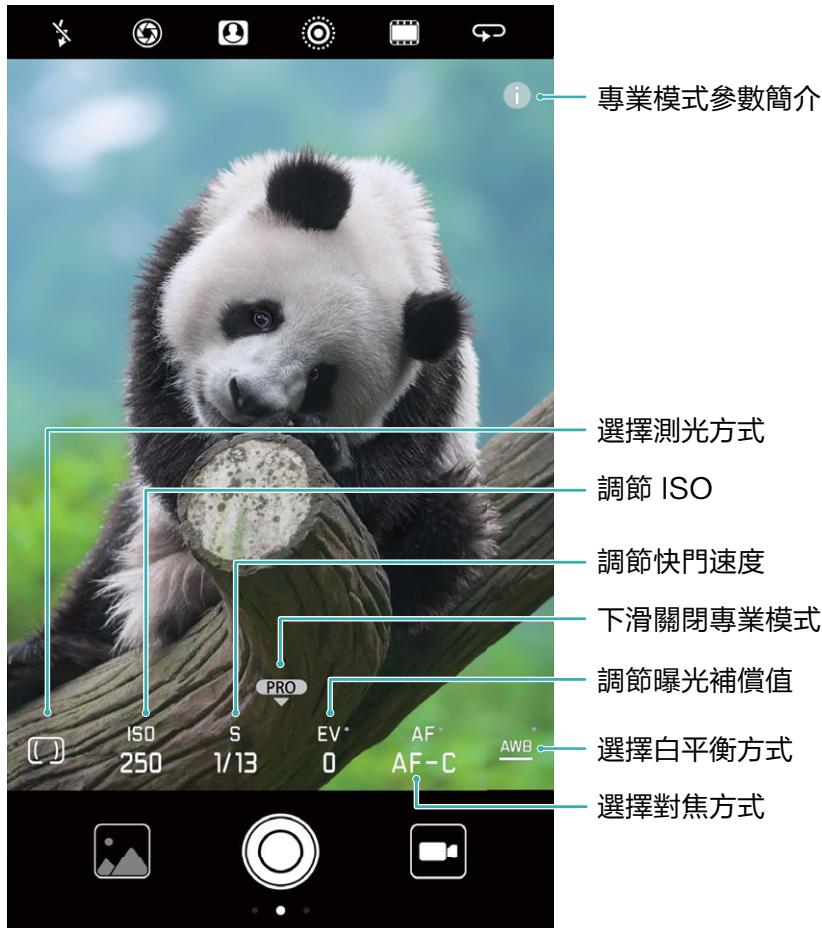 專業模式參數簡介
選擇測光方式
調節 ISO
調節快門速度
下滑關閉專業模式
PRO
調節曝光補償值
ISO S EV AF AWB
250 1/13 0 AF-C
選擇白平衡方式
選擇對焦方式